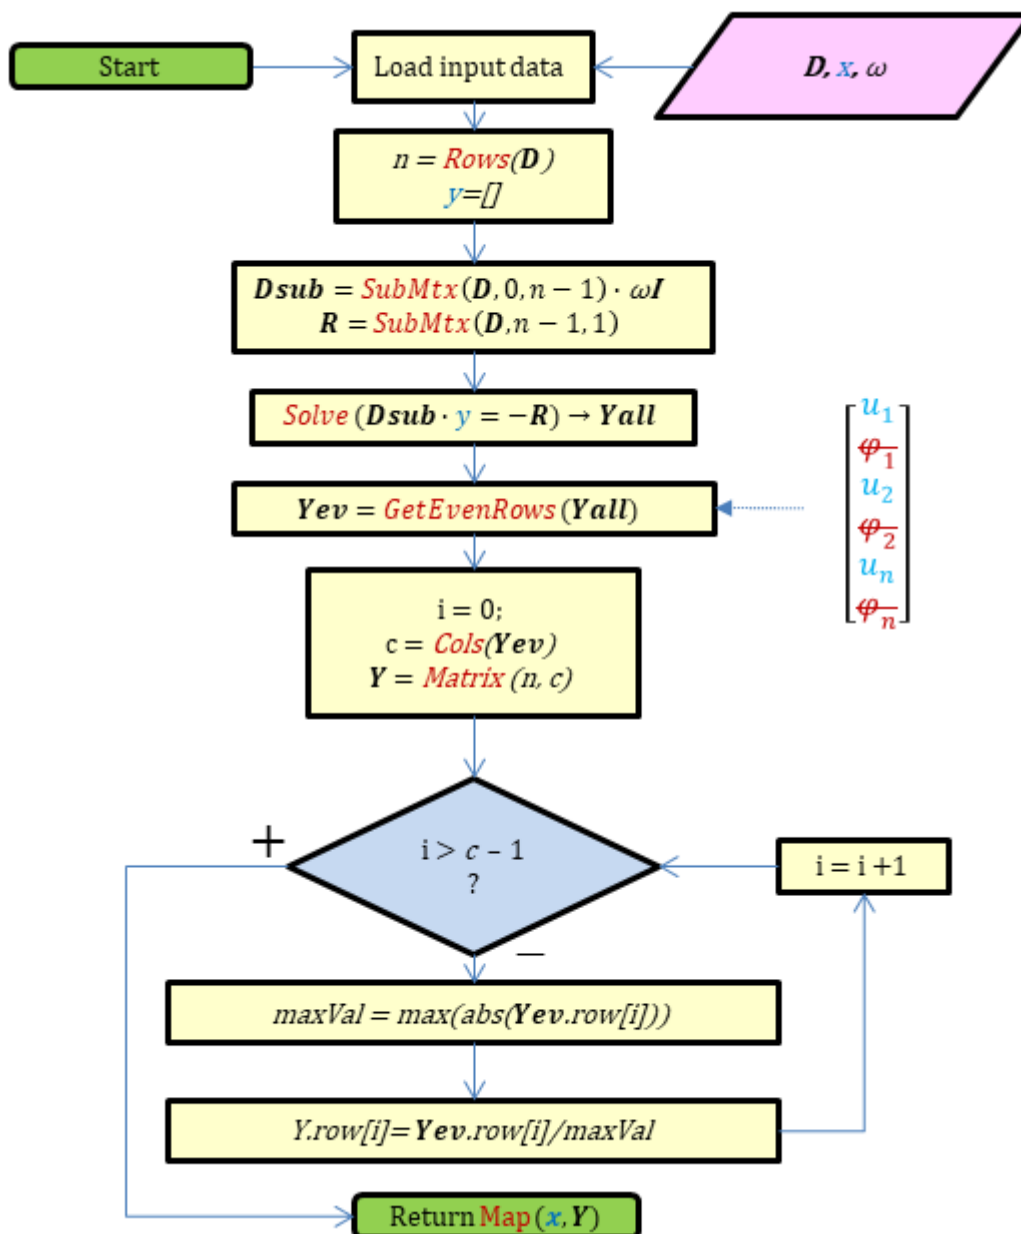 Start
Load input data
D, x, ω
n = Rows(D)
y=[]
Dsub = SubMtx(D, 0, n − 1) · ωI
R = SubMtx(D, n − 1, 1)
Solve (Dsub · y = −R) → Yall
Yev = GetEvenRows(Yall)
u₁
φ₁
u₂
φ₂
uₙ
φₙ
i = 0;
c = Cols(Yev)
Y = Matrix (n, c)
+
i > c – 1
?
i = i +1
–
maxVal = max(abs(Yev.row[i]))
Y.row[i]= Yev.row[i]/maxVal
Return Map (x, Y)